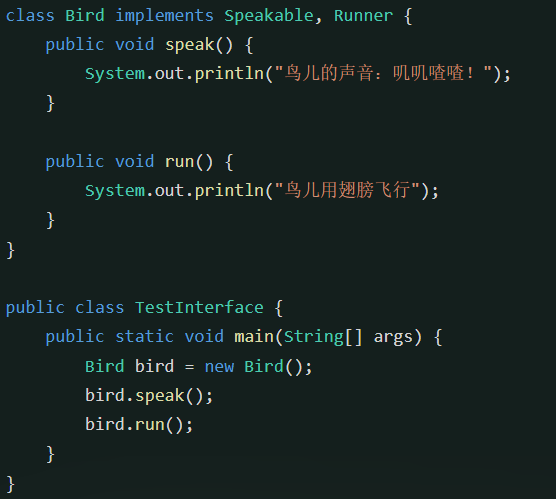 class Bird implements Speakable, Runner {
    public void speak() {
        System.out.println("鸟儿的声音：叽叽喳喳！");
    }

    public void run() {
        System.out.println("鸟儿用翅膀飞行");
    }
}

public class TestInterface {
    public static void main(String[] args) {
        Bird bird = new Bird();
        bird.speak();
        bird.run();
    }
}